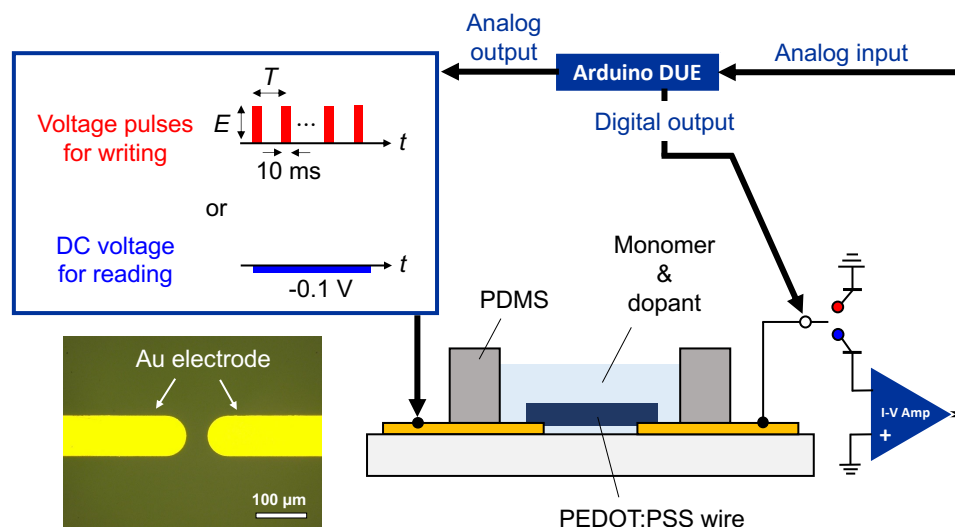 Analog
output
Arduino DUE
Analog input
Digital output
T
E
...
t
Voltage pulses
for writing
10 ms
or
DC voltage
for reading
t
-0.1 V
Monomer
&
dopant
PDMS
Au electrode
100 µm
I-V Amp
+
PEDOT:PSS wire